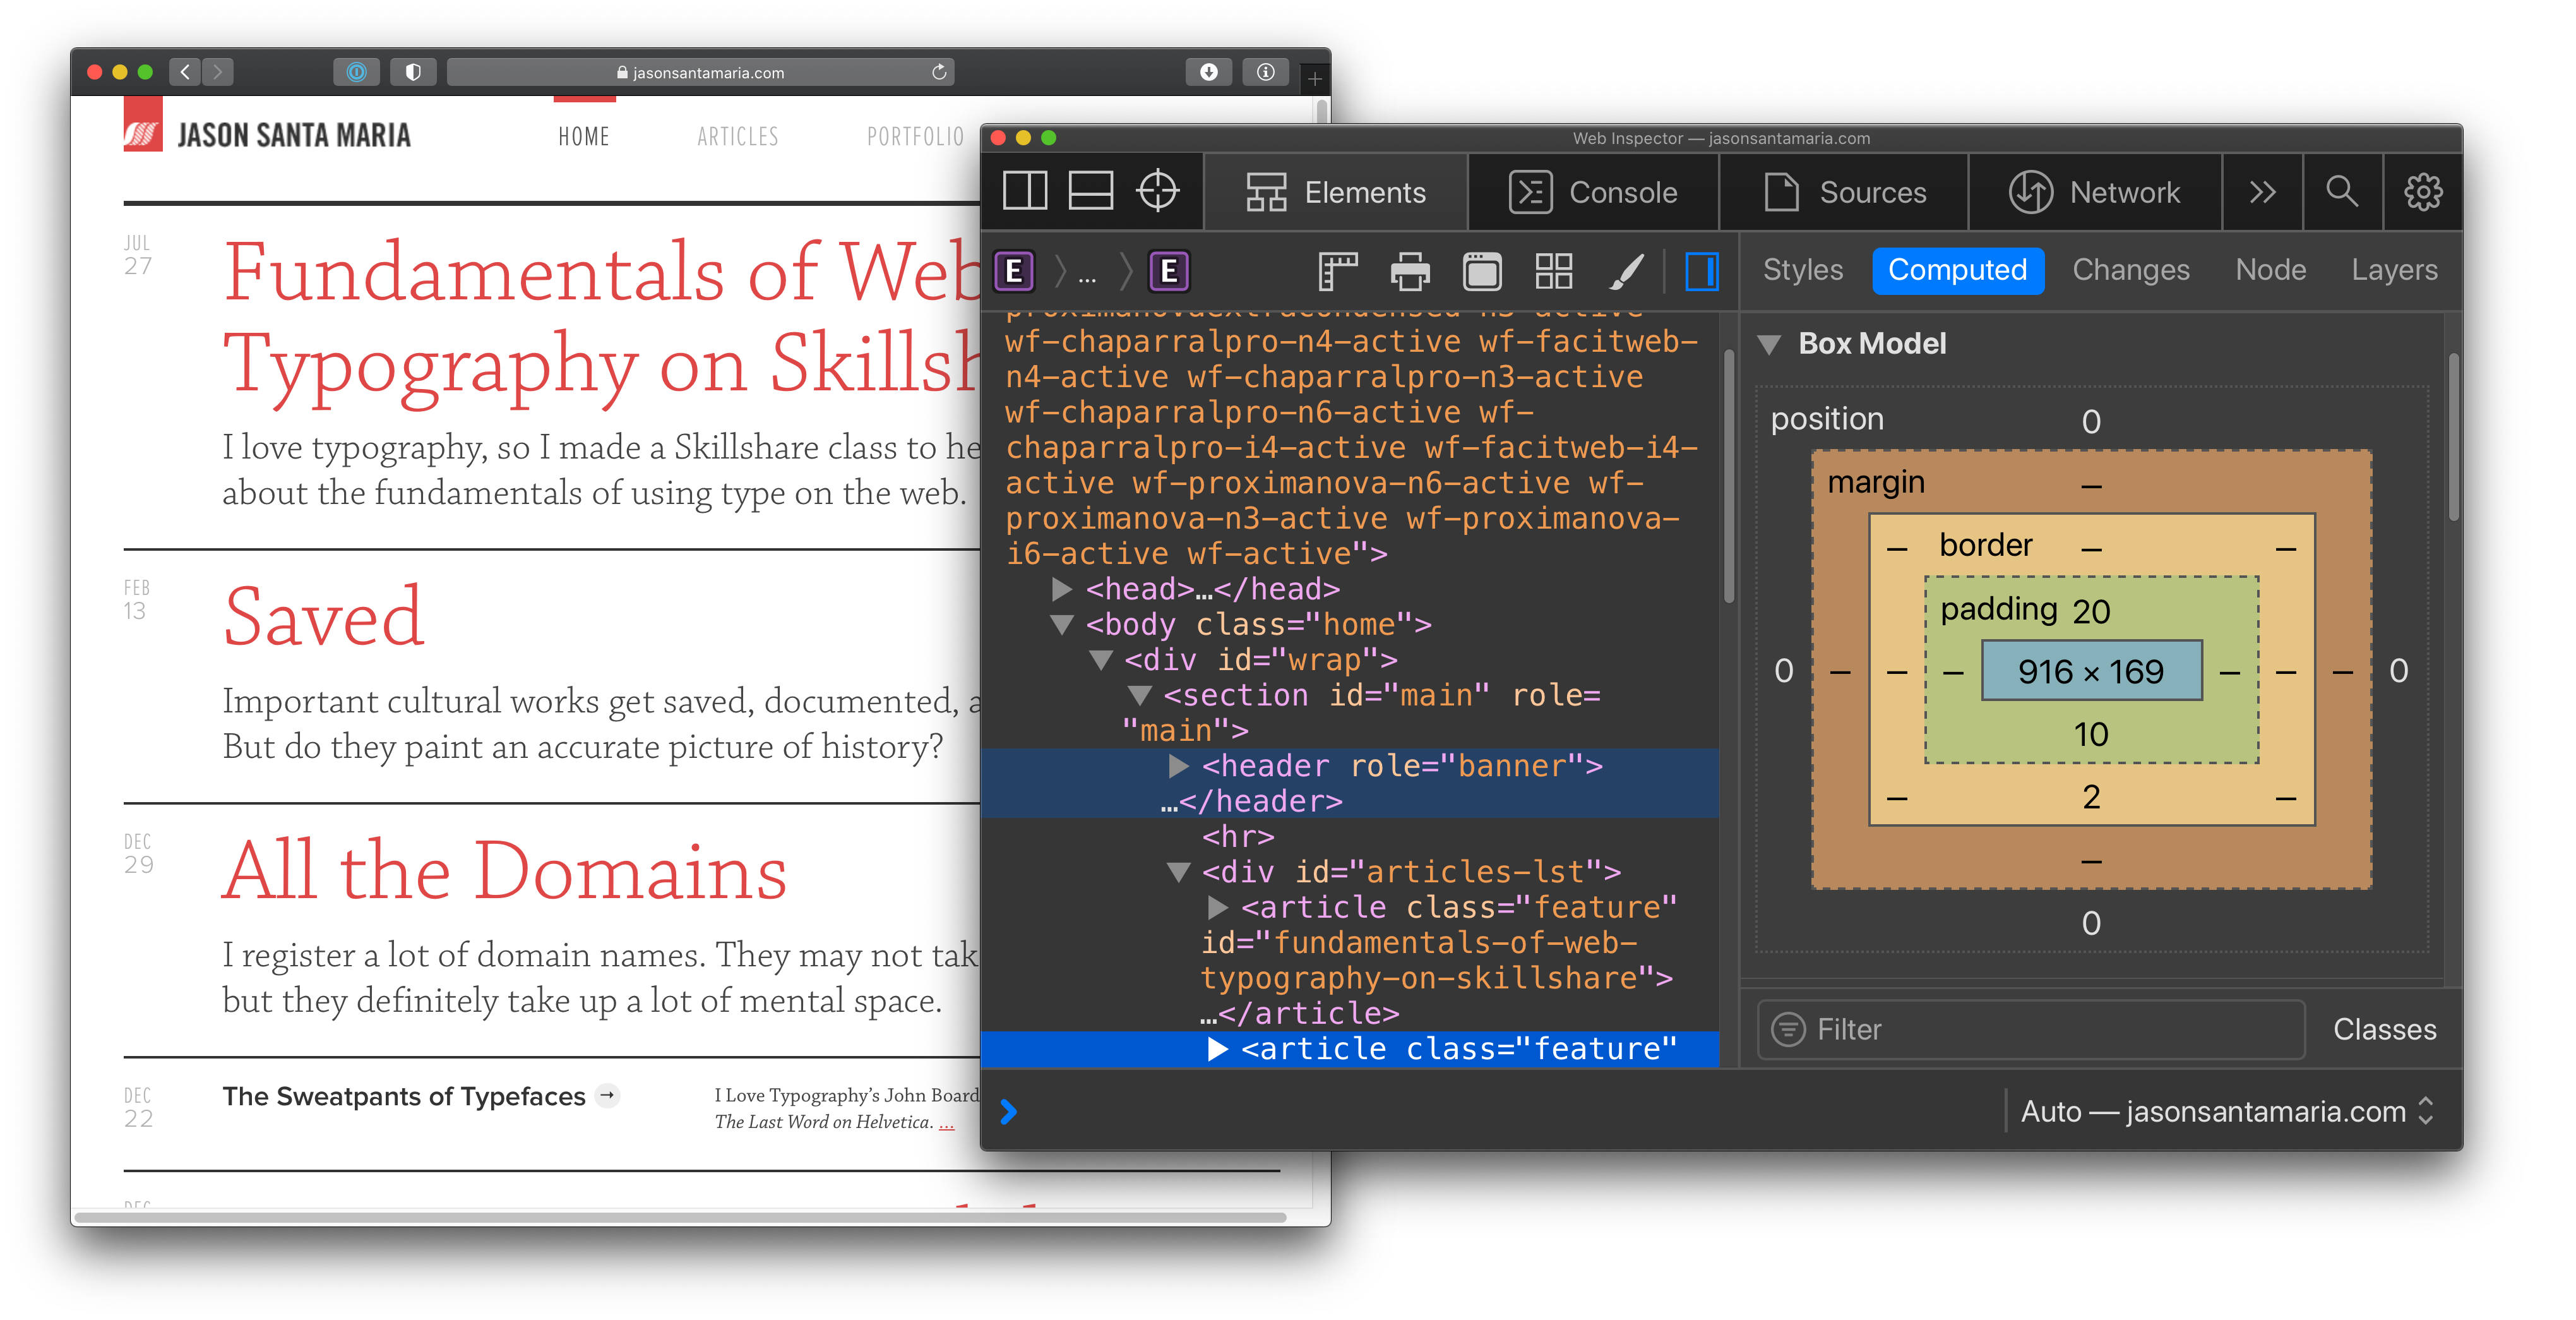 jasonsantamaria.com
JASON SANTA MARIA
HOME
ARTICLES
PORTFOLIO
JUL
27
Fundamentals of Web
Typography on Skillsh
I love typography, so I made a Skillshare class to he
about the fundamentals of using type on the web.
FEB
13
Saved
Important cultural works get saved, documented, a
But do they paint an accurate picture of history?
DEC
29
All the Domains
I register a lot of domain names. They may not tak
but they definitely take up a lot of mental space.
DEC
22
The Sweatpants of Typefaces →
I Love Typography’s John Board
The Last Word on Helvetica. ...
Web Inspector — jasonsantamaria.com
Elements
Console
Sources
Network
E 〉 ... 〉 E
Styles
Computed
Changes
Node
Layers
wf-chaparralpro-n4-active wf-facitweb-
n4-active wf-chaparralpro-n3-active
wf-chaparralpro-n6-active wf-
chaparralpro-i4-active wf-facitweb-i4-
active wf-proximanova-n6-active wf-
proximanova-n3-active wf-proximanova-
i6-active wf-active">
<head>…</head>
<body class="home">
<div id="wrap">
<section id="main" role=
"main">
<header role="banner">
…</header>
<hr>
<div id="articles-lst">
<article class="feature"
id="fundamentals-of-web-
typography-on-skillshare">
…</article>
<article class="feature"
Box Model
position 0
margin –
– border – –
padding 20
0 – – – 916 × 169 – – – 0
10
– 2 –
–
0
Filter
Classes
Auto — jasonsantamaria.com